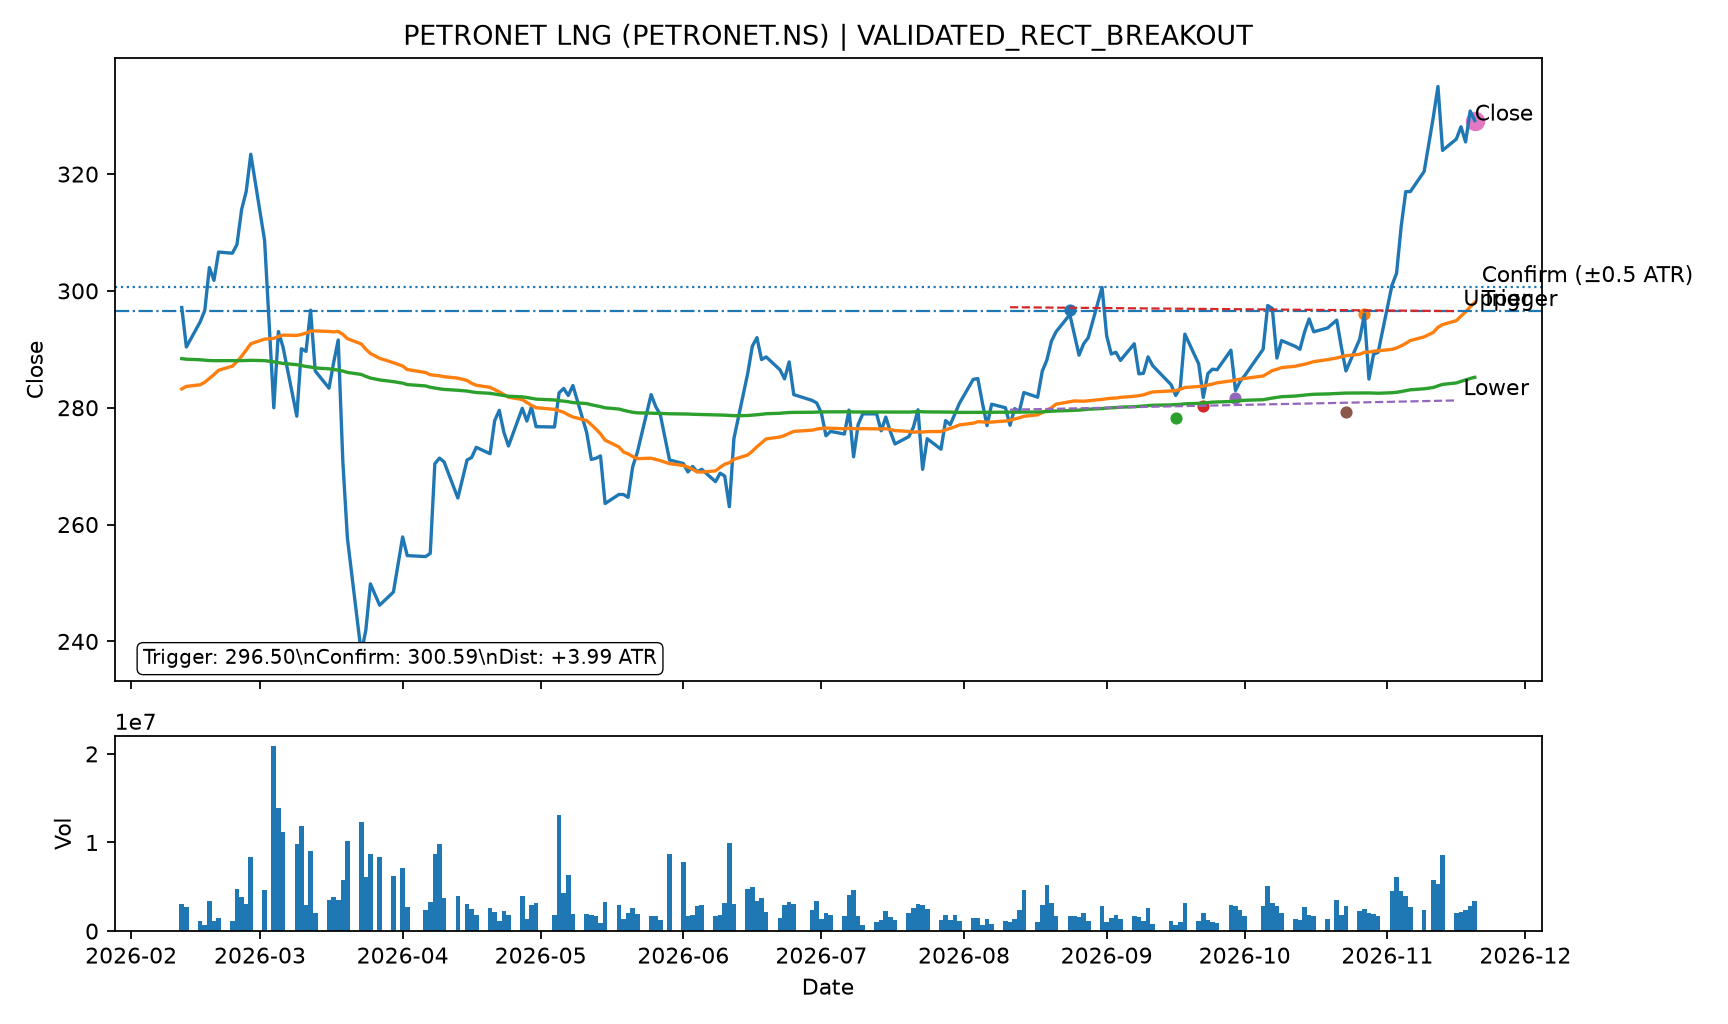 PETRONET LNG (PETRONET.NS) | VALIDATED_RECT_BREAKOUT
Close
320
300
280
260
240
Close
Confirm (±0.5 ATR)
Upper
Trigger
Lower
Trigger: 296.50\nConfirm: 300.59\nDist: +3.99 ATR
1e7
Vol
2
1
0
2026-02
2026-03
2026-04
2026-05
2026-06
2026-07
2026-08
2026-09
2026-10
2026-11
2026-12
Date